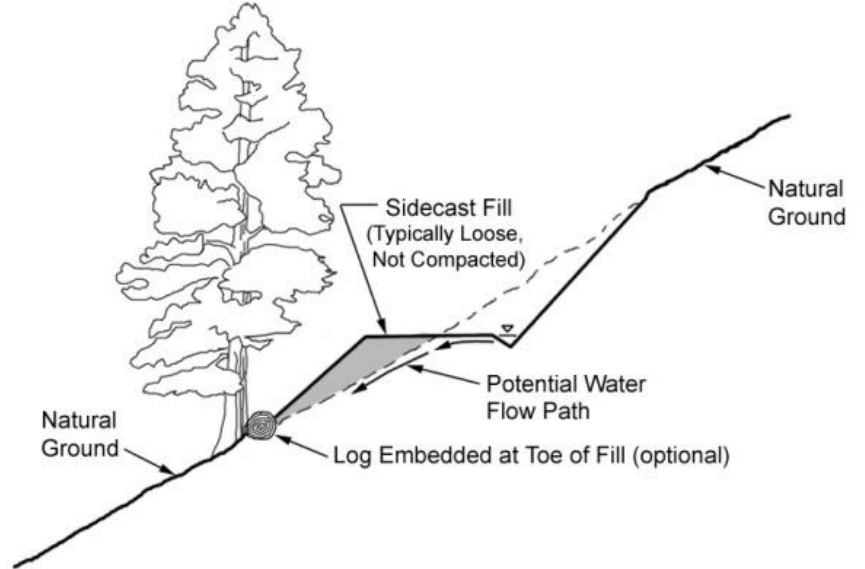 Sidecast Fill
(Typically Loose,
Not Compacted)
Natural
Ground
Potential Water
Flow Path
Natural
Ground
Log Embedded at Toe of Fill (optional)